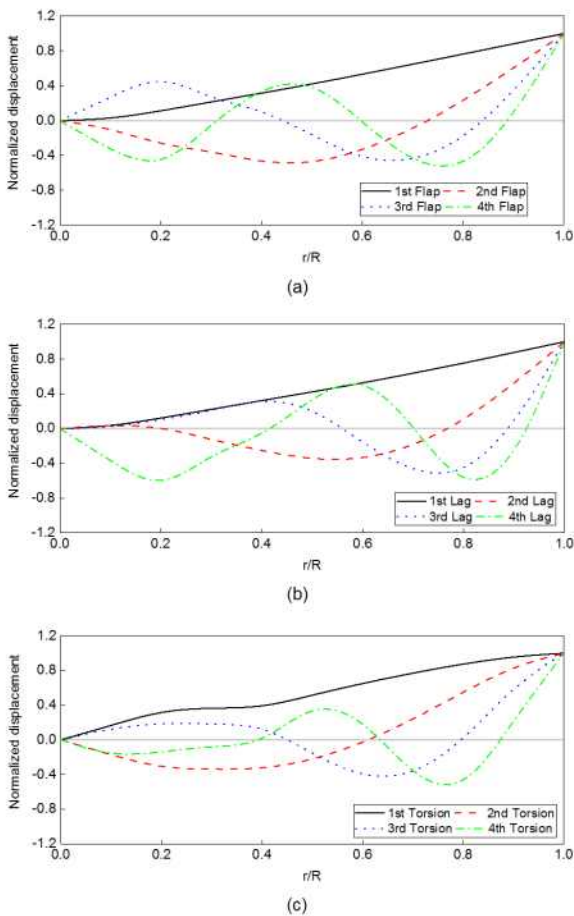 Normalized displacement
1.2
0.8
0.4
0.0
-0.4
-0.8
-1.2
1st Flap 2nd Flap
3rd Flap 4th Flap
0.0 0.2 0.4 0.6 0.8 1.0
r/R
(a)
Normalized displacement
1.2
0.8
0.4
0.0
-0.4
-0.8
-1.2
1st Lag 2nd Lag
3rd Lag 4th Lag
0.0 0.2 0.4 0.6 0.8 1.0
r/R
(b)
Normalized displacement
1.2
0.8
0.4
0.0
-0.4
-0.8
-1.2
1st Torsion 2nd Torsion
3rd Torsion 4th Torsion
0.0 0.2 0.4 0.6 0.8 1.0
r/R
(c)